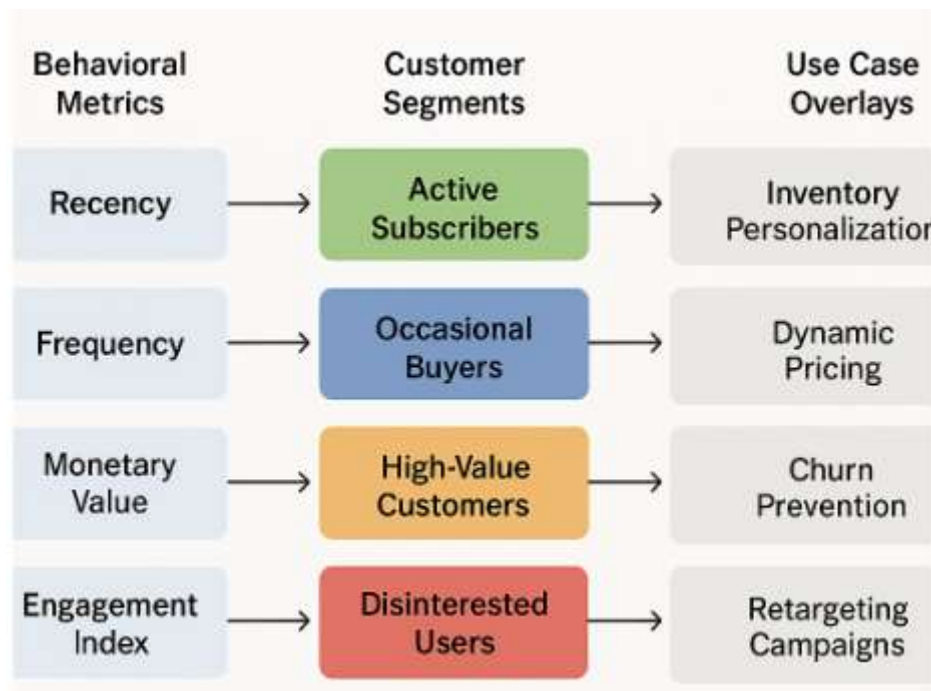 Behavioral
Metrics
Customer
Segments
Use Case
Overlays
Recency
Active
Subscribers
Inventory
Personalization
Frequency
Occasional
Buyers
Dynamic
Pricing
Monetary
Value
High-Value
Customers
Churn
Prevention
Engagement
Index
Disinterested
Users
Retargeting
Campaigns